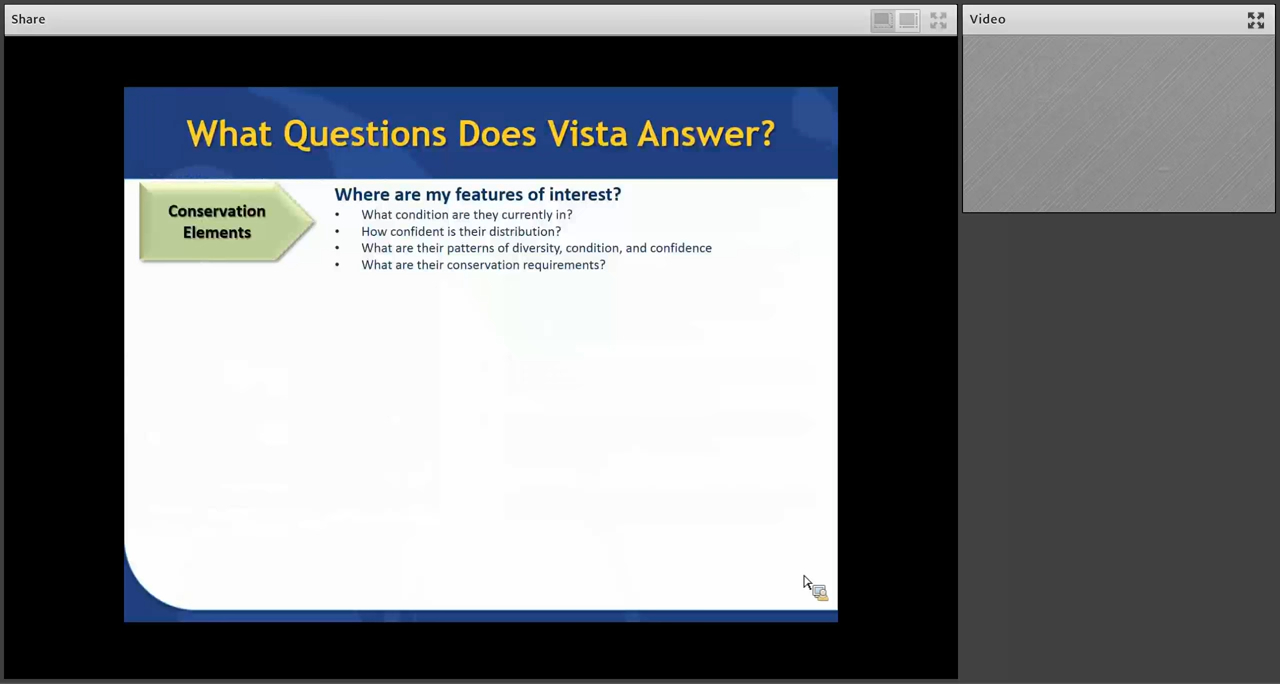 Share
Video
What Questions Does Vista Answer?
Conservation
Elements
Where are my features of interest?
• What condition are they currently in?
• How confident is their distribution?
• What are their patterns of diversity, condition, and confidence
• What are their conservation requirements?